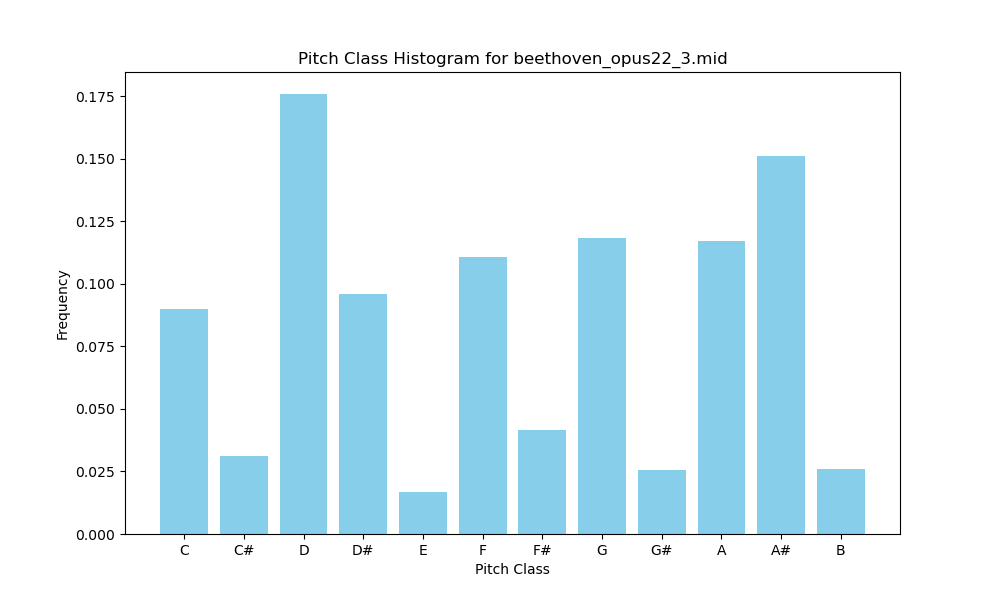 Pitch Class Histogram for beethoven_opus22_3.mid
Frequency
0.175
0.150
0.125
0.100
0.075
0.050
0.025
0.000
C C# D D# E F F# G G# A A# B
Pitch Class